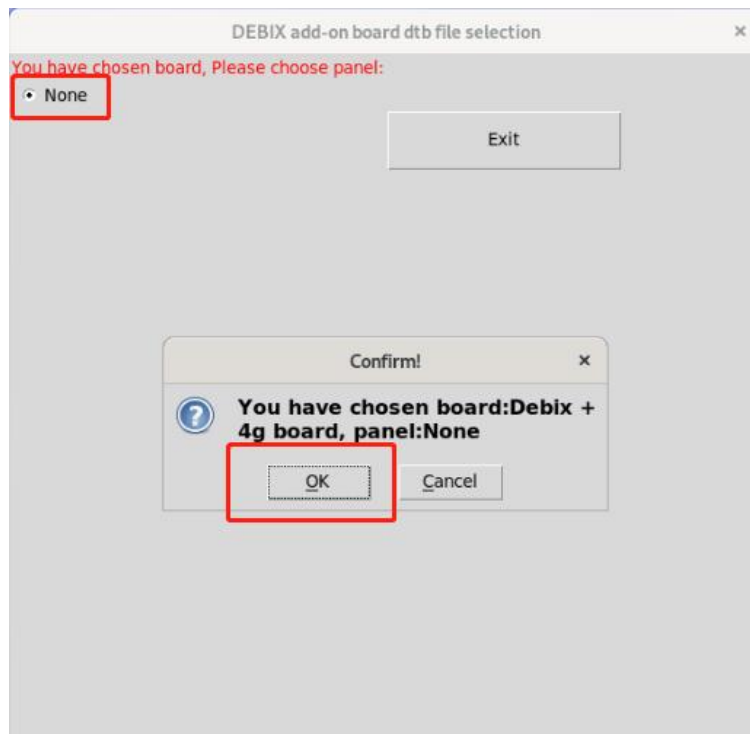 DEBIX add-on board dtb file selection ×
You have chosen board, Please choose panel:
None
Exit
Confirm! ×
You have chosen board:Debix +
4g board, panel:None
OK Cancel